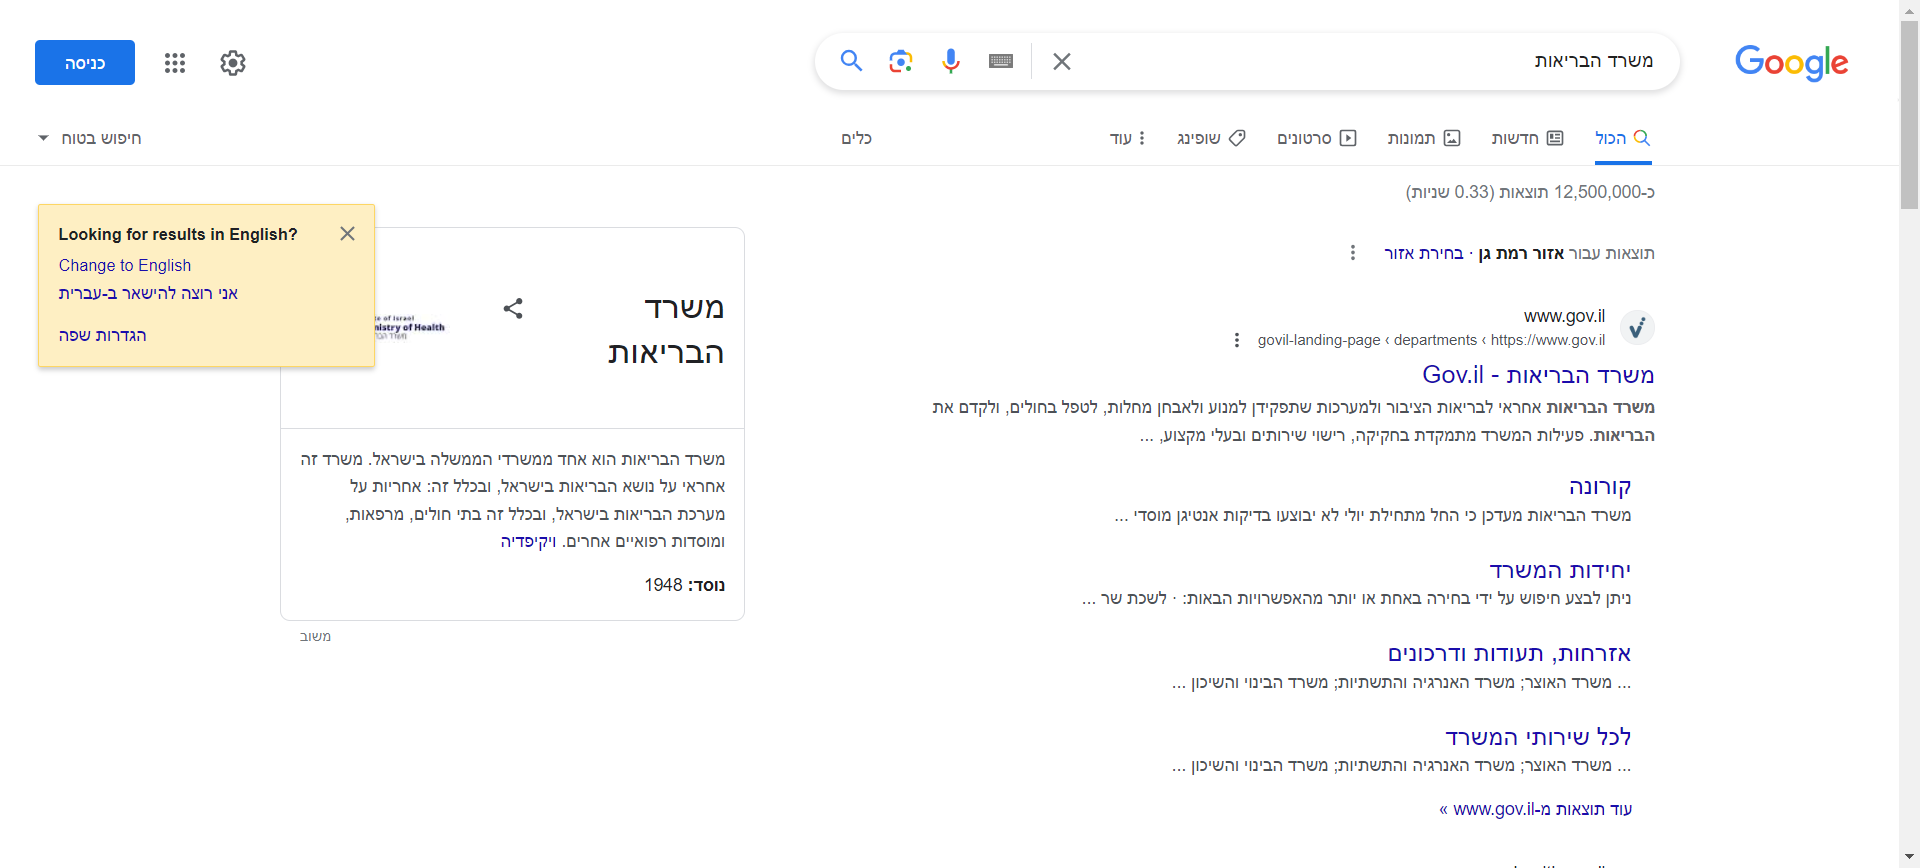 Google
משרד הבריאות
כניסה
הכול
חדשות
תמונות
סרטונים
שופינג
עוד
כלים
חיפוש בטוח
כ-12,500,000 תוצאות (0.33 שניות)
תוצאות עבור אזור רמת גן · בחירת אזור
www.gov.il
https://www.gov.il › departments › govil-landing-page
משרד הבריאות - Gov.il
משרד הבריאות אחראי לבריאות הציבור ולמערכות שתפקידן למנוע ולאבחן מחלות, לטפל בחולים, ולקדם את
הבריאות. פעילות המשרד מתמקדת בחקיקה, רישוי שירותים ובעלי מקצוע, ...
קורונה
משרד הבריאות מעדכן כי החל מתחילת יולי לא יבוצעו בדיקות אנטיגן מוסדי ...
יחידות המשרד
ניתן לבצע חיפוש על ידי בחירה באחת או יותר מהאפשרויות הבאות: · לשכת שר ...
אזרחות, תעודות ודרכונים
... משרד האוצר; משרד האנרגיה והתשתיות; משרד הבינוי והשיכון ...
לכל שירותי המשרד
... משרד האוצר; משרד האנרגיה והתשתיות; משרד הבינוי והשיכון ...
עוד תוצאות מ-www.gov.il »
משרד
הבריאות
of Israel
Ministry of Health
משרד הבריאות הוא אחד ממשרדי הממשלה בישראל. משרד זה
אחראי על נושא הבריאות בישראל, ובכלל זה: אחריות על
מערכת הבריאות בישראל, ובכלל זה בתי חולים, מרפאות,
ומוסדות רפואיים אחרים. ויקיפדיה
נוסד: 1948
משוב
Looking for results in English?
Change to English
אני רוצה להישאר ב-עברית
הגדרות שפה